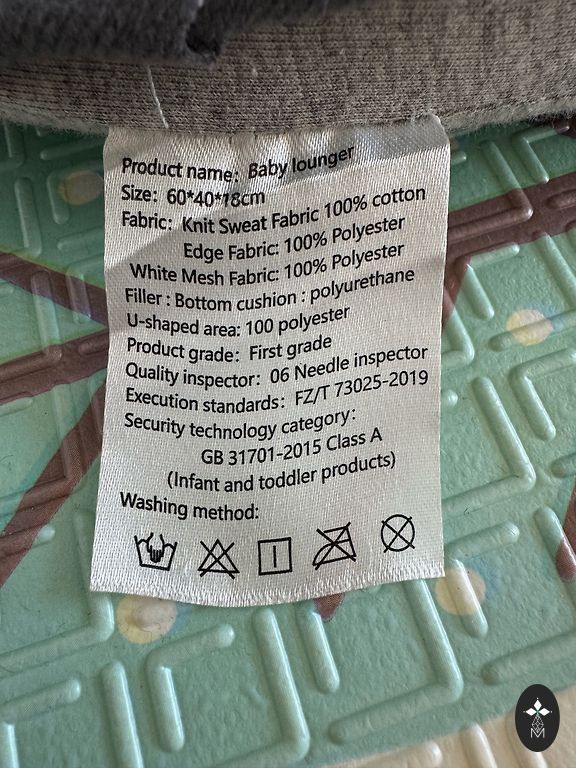 Product name: Baby lounger
Size: 60*40*18cm
Fabric: Knit Sweat Fabric 100% cotton
Edge Fabric: 100% Polyester
White Mesh Fabric: 100% Polyester
Filler : Bottom cushion : polyurethane
U-shaped area: 100 polyester
Product grade: First grade
Quality inspector: 06 Needle inspector
Execution standards: FZ/T 73025-2019
Security technology category:
GB 31701-2015 Class A
(Infant and toddler products)
Washing method: